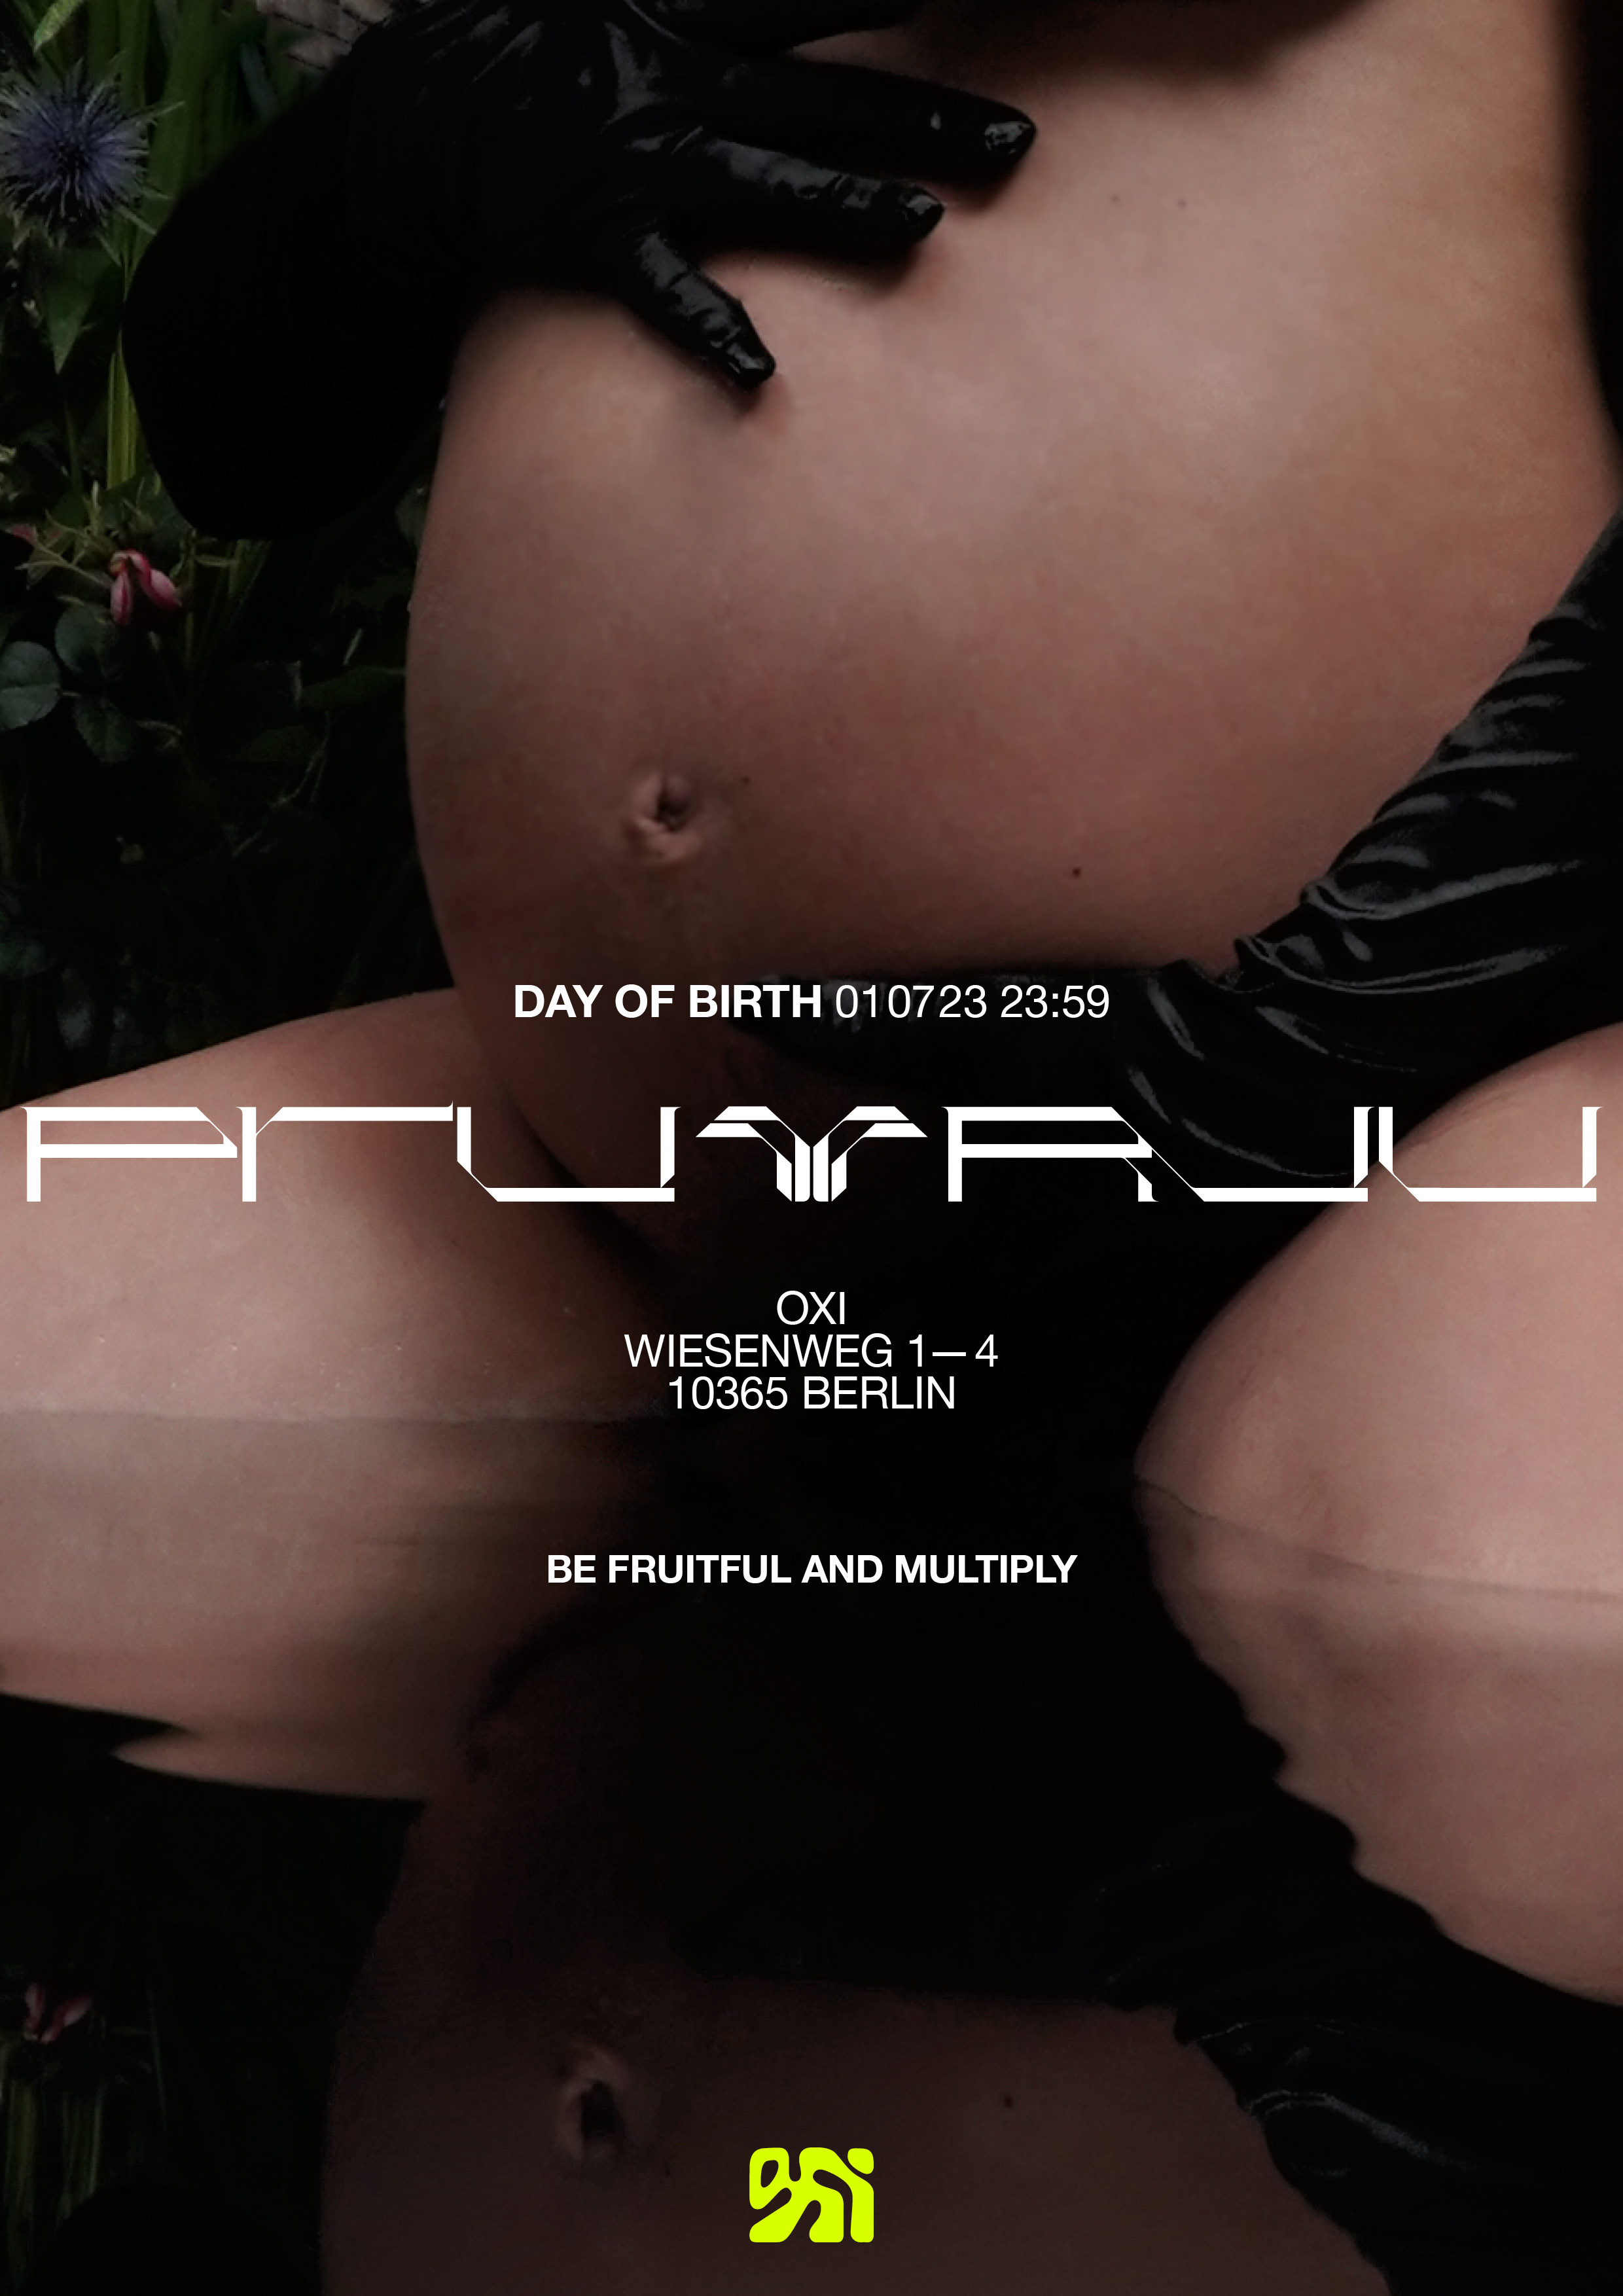 DAY OF BIRTH 010723 23:59
OXI
WIESENWEG 1—4
10365 BERLIN
BE FRUITFUL AND MULTIPLY